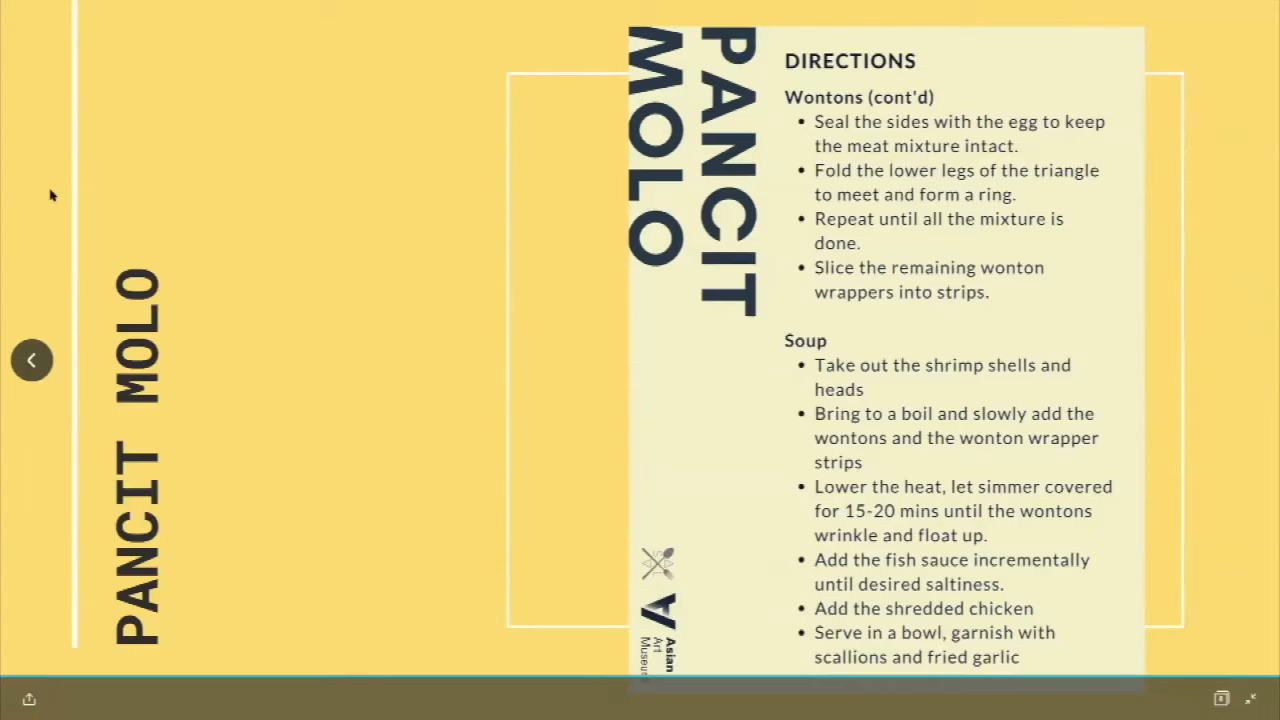 PANCIT MOLO
PANCIT
MOLO
DIRECTIONS
Wontons (cont'd)
• Seal the sides with the egg to keep
the meat mixture intact.
• Fold the lower legs of the triangle
to meet and form a ring.
• Repeat until all the mixture is
done.
• Slice the remaining wonton
wrappers into strips.
Soup
• Take out the shrimp shells and
heads
• Bring to a boil and slowly add the
wontons and the wonton wrapper
strips
• Lower the heat, let simmer covered
for 15-20 mins until the wontons
wrinkle and float up.
• Add the fish sauce incrementally
until desired saltiness.
• Add the shredded chicken
• Serve in a bowl, garnish with
scallions and fried garlic
Asian
Art
Museum